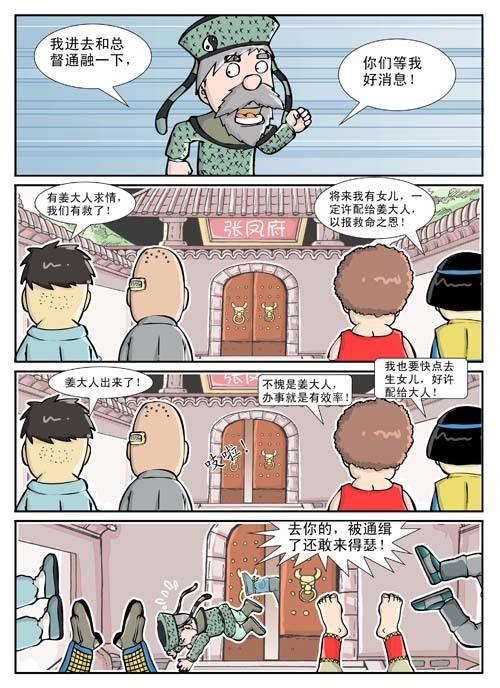 我进去和总
督通融一下，
你们等我
好消息！
有姜大人求情，
我们有救了！
将来我有女儿，一
定许配给姜大人，
以报救命之恩！
张凤府
姜大人出来了！
不愧是姜大人，
办事就是有效率！
我也要快点去
生女儿，好许
配给大人！
张凤府
吱啦！
去你的，被通缉
了还敢来得瑟！